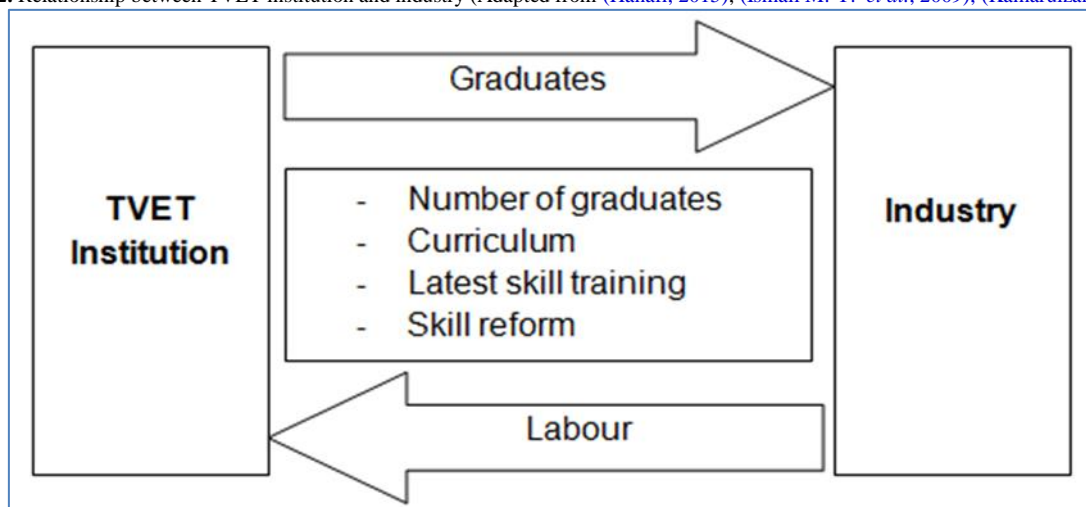 Relationship between TVET institution and industry (Adapted from
Graduates
TVET
Institution
- Number of graduates
- Curriculum
- Latest skill training
- Skill reform
Industry
Labour